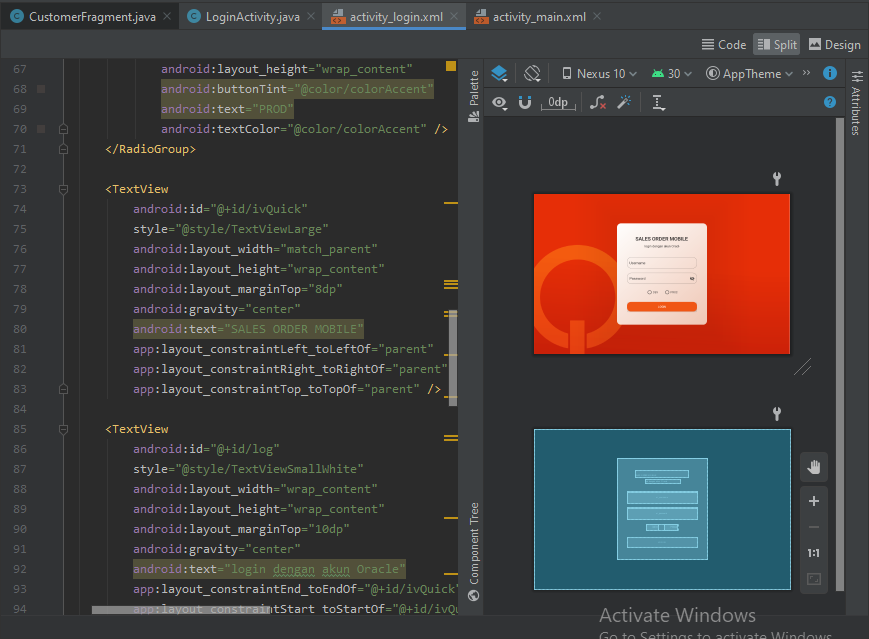 CustomerFragment.java
LoginActivity.java
activity_login.xml
activity_main.xml
Code
Split
Design
67 android:layout_height="wrap_content"
68 android:buttonTint="@color/colorAccent"
69 android:text="PROD"
70 android:textColor="@color/colorAccent" />
71 </RadioGroup>
72
73 <TextView
74 android:id="@+id/ivQuick"
75 style="@style/TextViewLarge"
76 android:layout_width="match_parent"
77 android:layout_height="wrap_content"
78 android:layout_marginTop="8dp"
79 android:gravity="center"
80 android:text="SALES ORDER MOBILE"
81 app:layout_constraintLeft_toLeftOf="parent"
82 app:layout_constraintRight_toRightOf="parent"
83 app:layout_constraintTop_toTopOf="parent" />
84
85 <TextView
86 android:id="@+id/log"
87 style="@style/TextViewSmallWhite"
88 android:layout_width="wrap_content"
89 android:layout_height="wrap_content"
90 android:layout_marginTop="10dp"
91 android:gravity="center"
92 android:text="login dengan akun Oracle"
93 app:layout_constraintEnd_toEndOf="@+id/ivQuick"
94 app:layout_constraintStart_toStartOf="@+id/ivQu
Palette
Component Tree
Nexus 10
30
AppTheme
0dp
Attributes
SALES ORDER MOBILE
login dengan akun Oracle
Username
Password
LOGIN
1:1
Activate Windows
Go to Settings to activate Windows